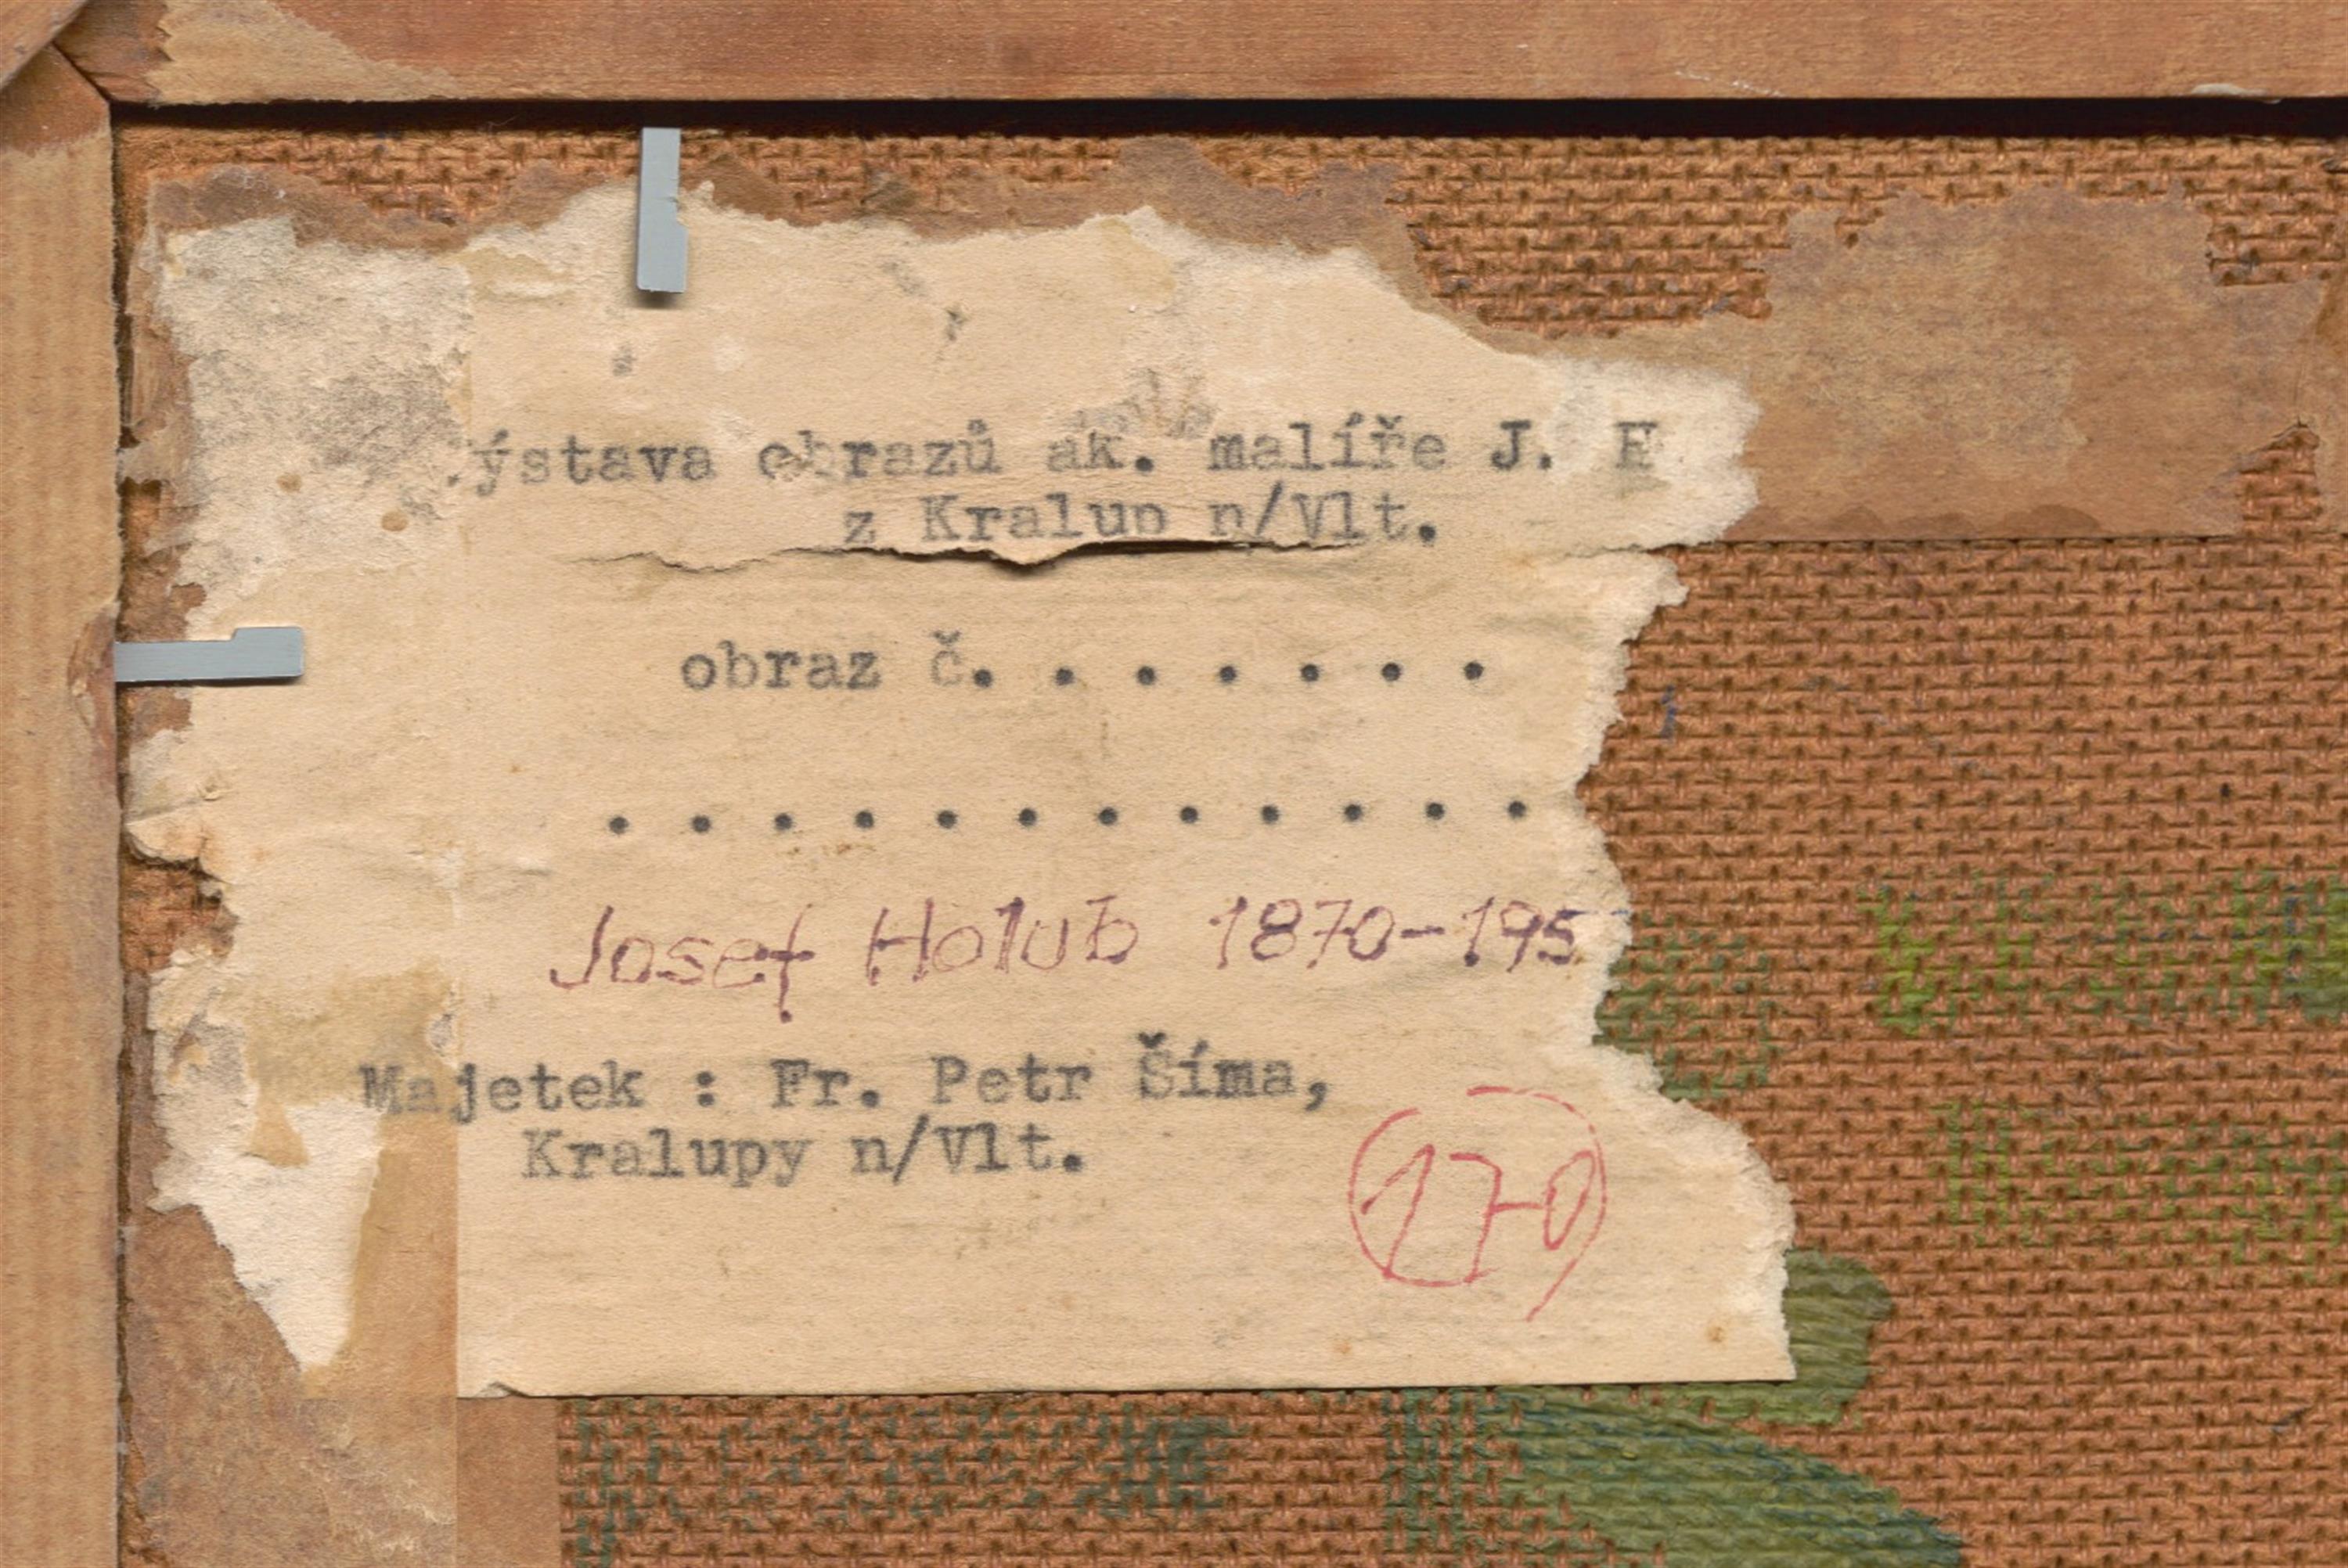 ýstava obrazů ak. malíře J. H
z Kralup n/Vlt.
obraz č. . . . . . . .
. . . . . . . . . . . .
Josef Holub 1870-195
Majetek : Fr. Petr Šíma,
Kralupy n/Vlt.
170